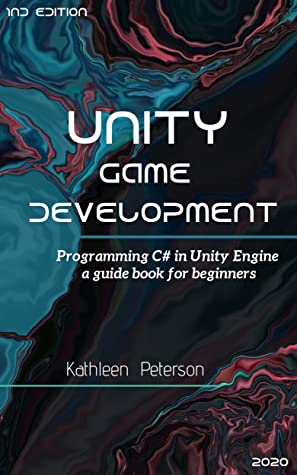 1ND EDITION
UNITY
GAME
DEVELOPMENT
Programming C# in Unity Engine
a guide book for beginners
Kathleen Peterson
2020